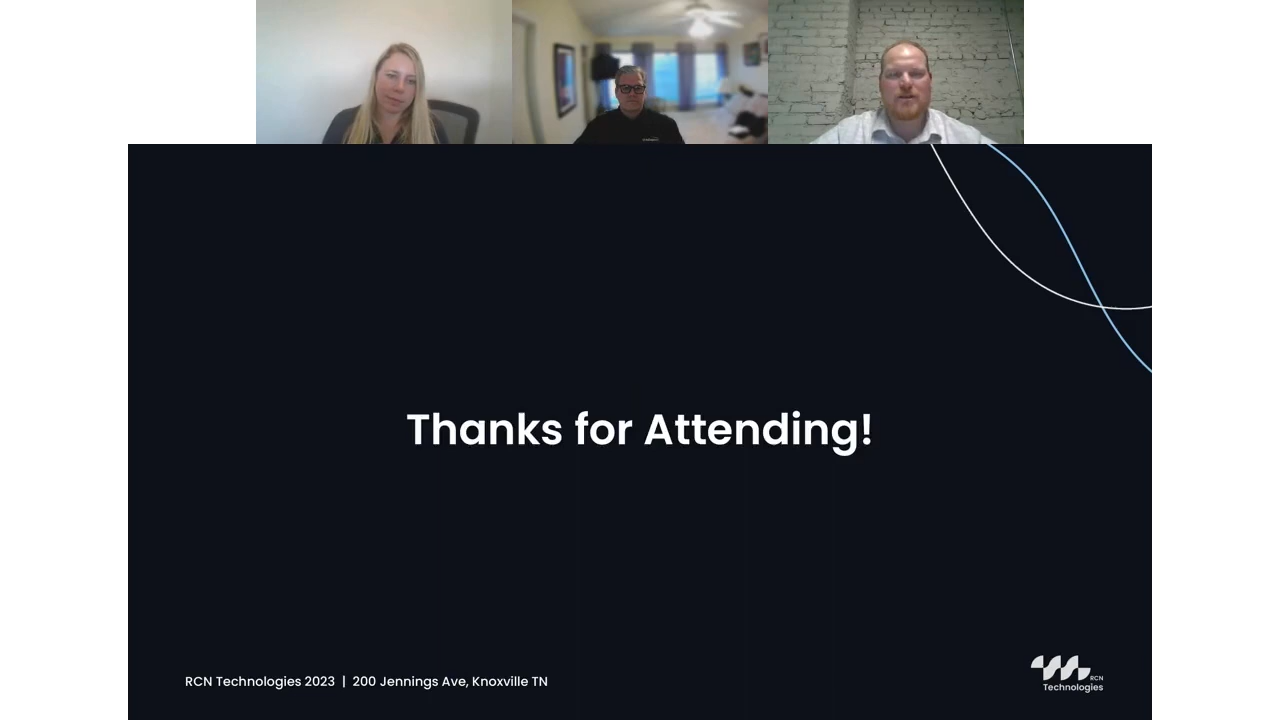 Thanks for Attending!
RCN Technologies 2023 | 200 Jennings Ave, Knoxville TN
RCN
Technologies